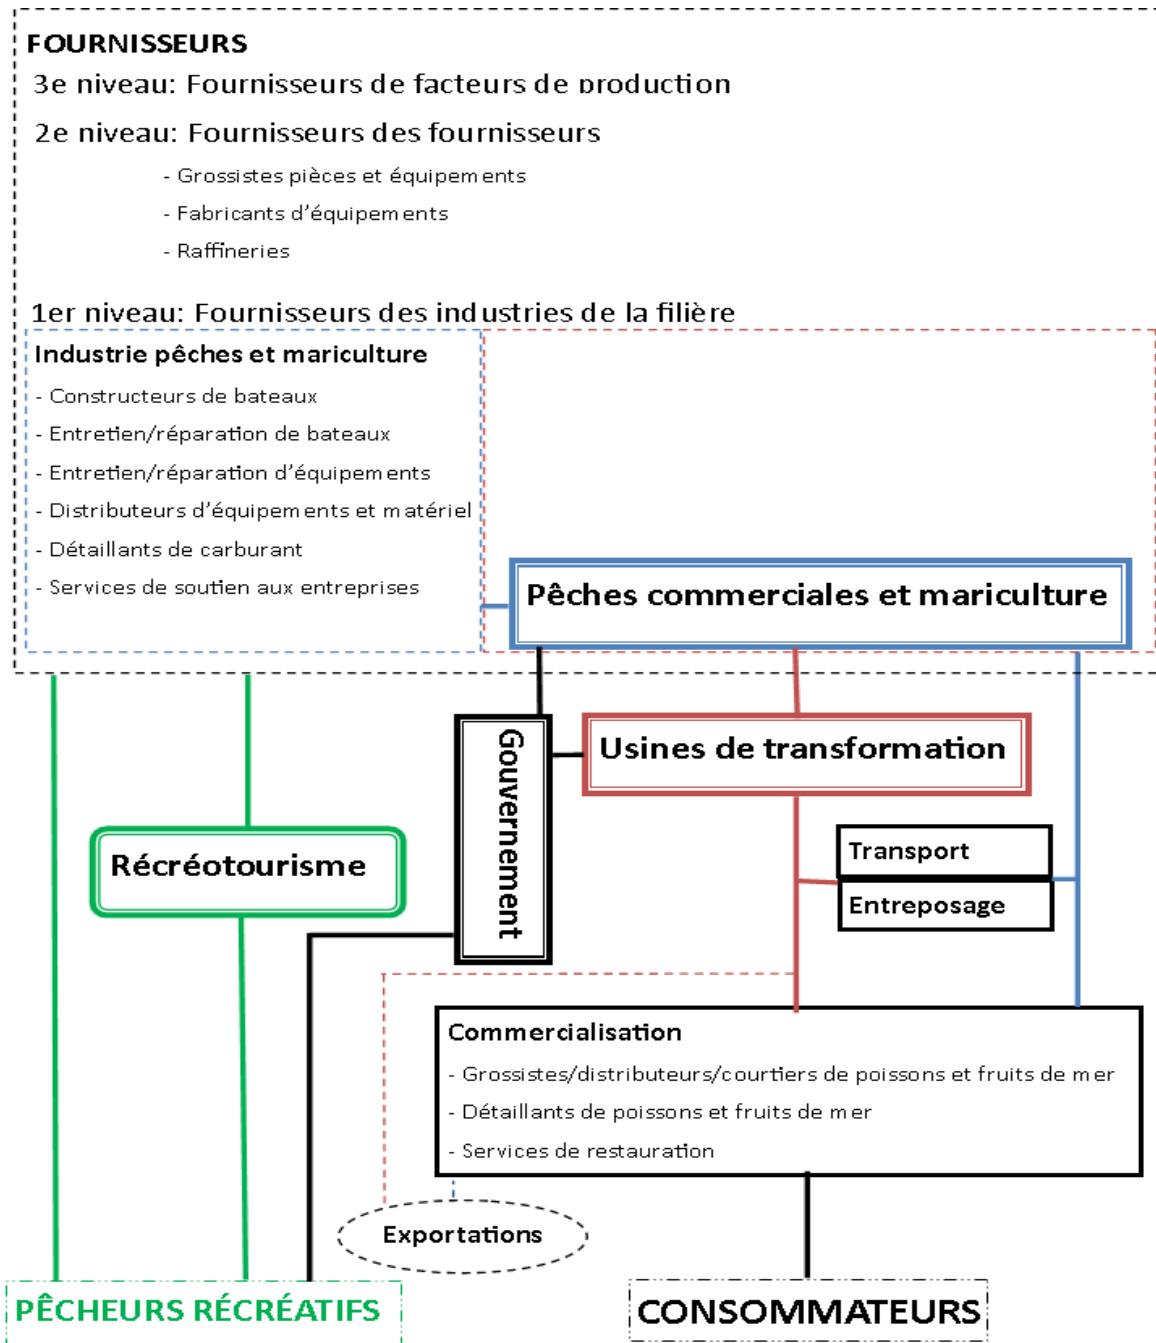 FOURNISSEURS
3e niveau: Fournisseurs de facteurs de production
2e niveau: Fournisseurs des fournisseurs
- Grossistes pièces et équipements
- Fabricants d'équipements
- Raffineries
1er niveau: Fournisseurs des industries de la filière
Industrie pêches et mariculture
- Constructeurs de bateaux
- Entretien/réparation de bateaux
- Entretien/réparation d'équipements
- Distributeurs d'équipements et matériel
- Détaillants de carburant
- Services de soutien aux entreprises
Pêches commerciales et mariculture
Gouvernement
Usines de transformation
Récréotourisme
Transport
Entreposage
Commercialisation
- Grossistes/distributeurs/courtiers de poissons et fruits de mer
- Détaillants de poissons et fruits de mer
- Services de restauration
Exportations
PÊCHEURS RÉCRÉATIFS
CONSOMMATEURS